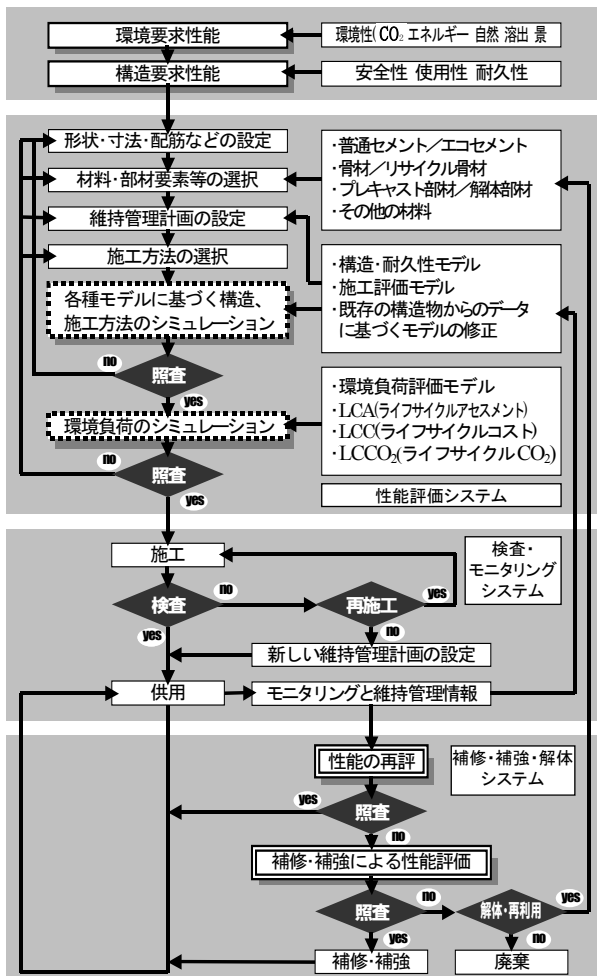 環境要求性能
環境性(CO₂ エネルギー 自然 溶出 景
構造要求性能
安全性 使用性 耐久性
形状・寸法・配筋などの設定
材料・部材要素等の選択
維持管理計画の設定
施工方法の選択
・普通セメント／エコセメント
・骨材／リサイクル骨材
・プレキャスト部材／解体部材
・その他の材料
各種モデルに基づく構造、
施工方法のシミュレーション
・構造・耐久性モデル
・施工評価モデル
・既存の構造物からのデータ
に基づくモデルの修正
no
照査
yes
環境負荷のシミュレーション
・環境負荷評価モデル
・LCA(ライフサイクルアセスメント)
・LCC(ライフサイクルコスト)
・LCCO₂(ライフサイクル CO₂)
no
照査
yes
性能評価システム
施工
検査・
モニタリング
システム
検査
no
再施工
yes
yes
no
新しい維持管理計画の設定
供用
モニタリングと維持管理情報
性能の再評
補修・補強・解体
システム
yes
照査
no
補修・補強による性能評価
照査
no
解体・再利用
yes
yes
no
補修・補強
廃棄